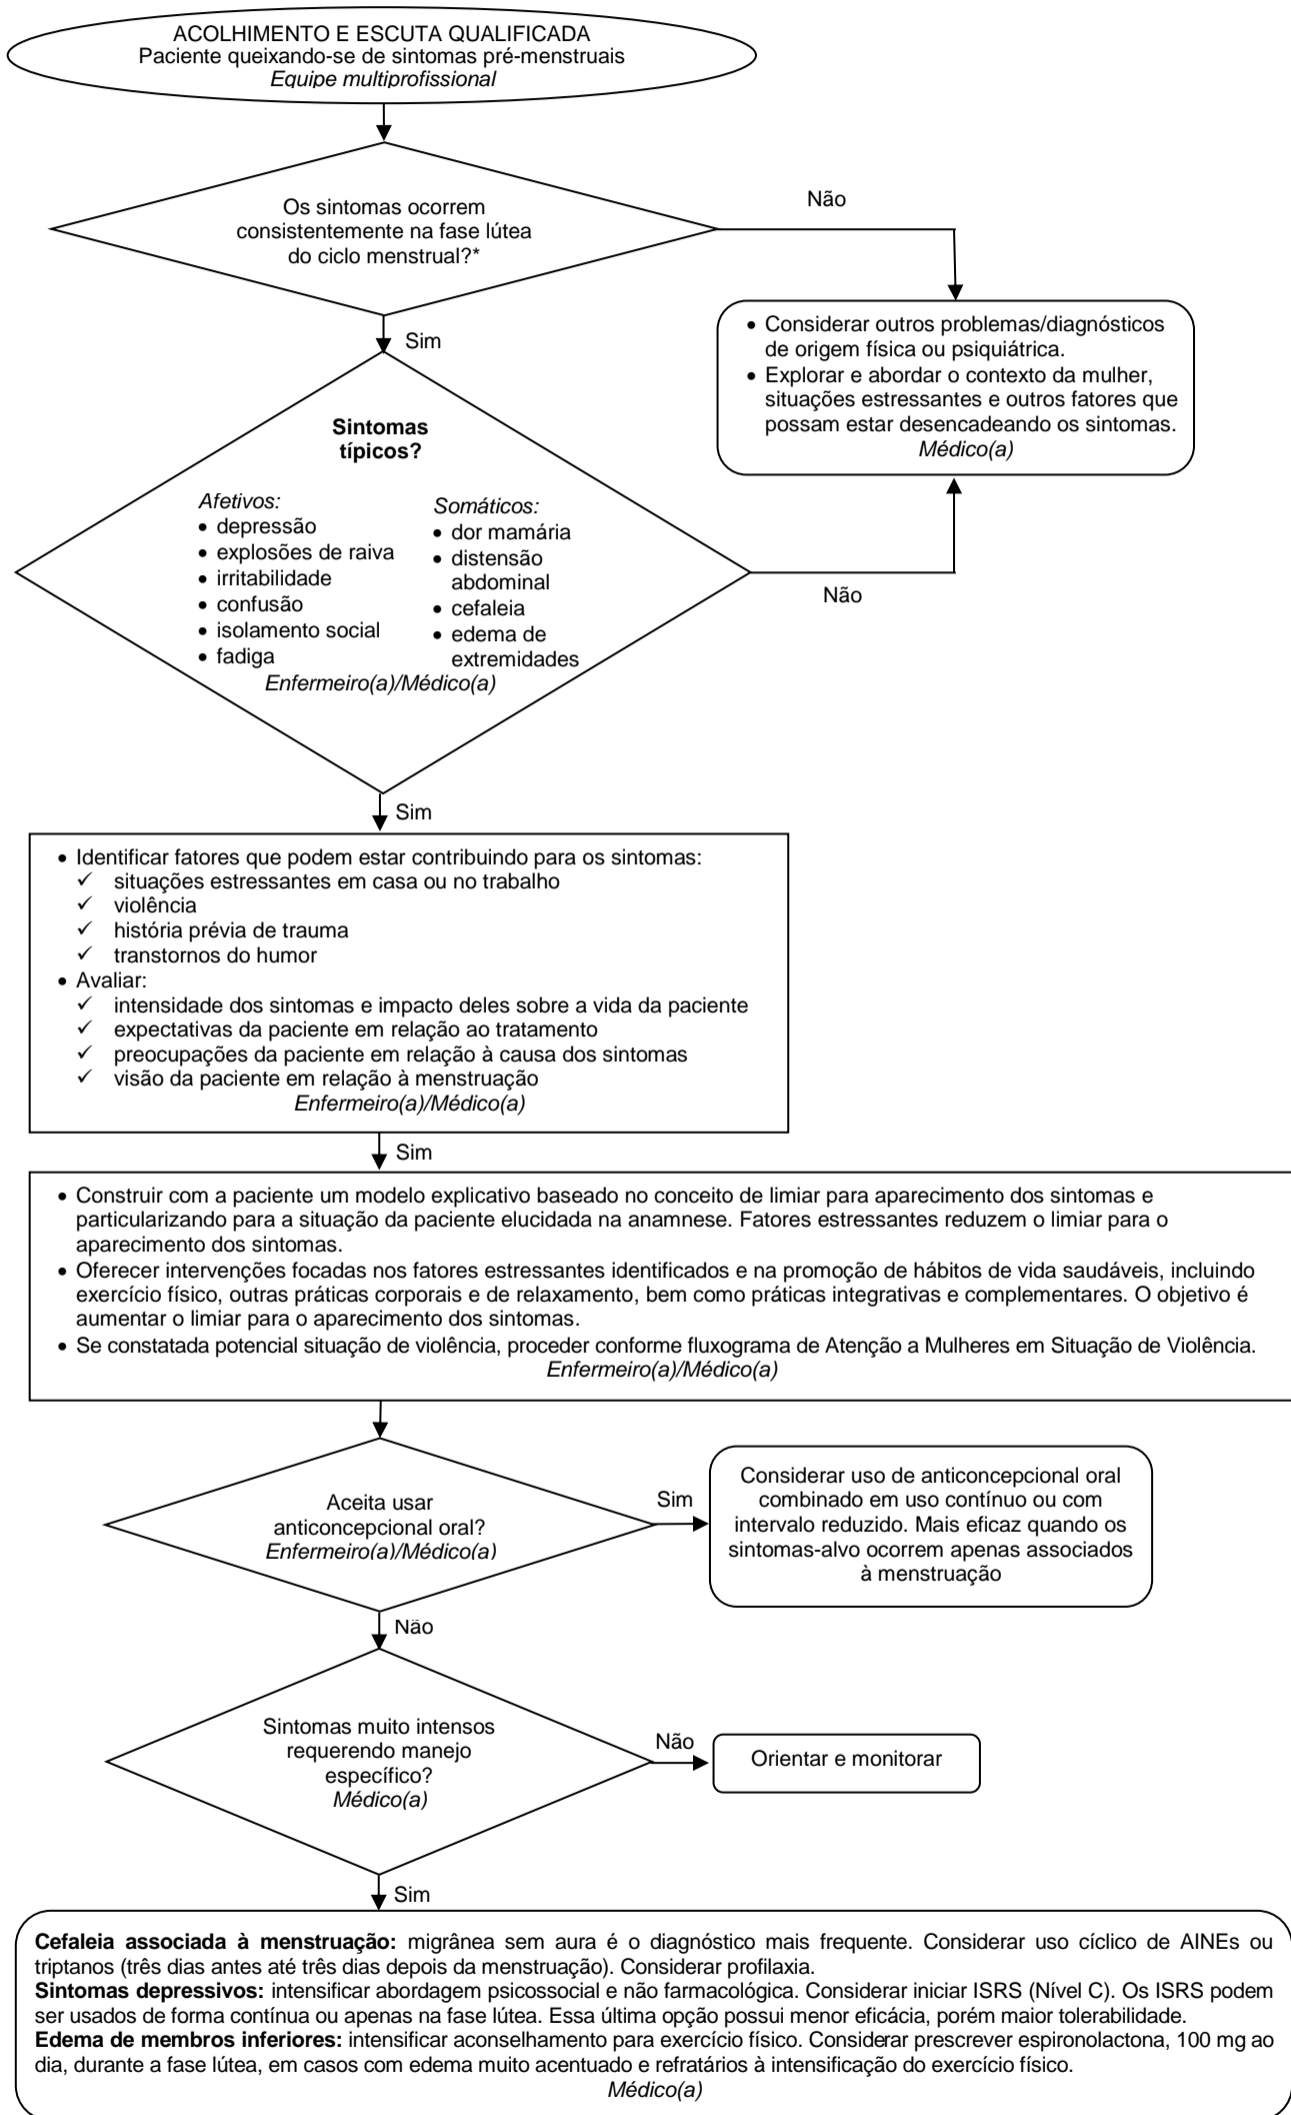 ACOLHIMENTO E ESCUTA QUALIFICADA
Paciente queixando-se de sintomas pré-menstruais
Equipe multiprofissional
Os sintomas ocorrem
consistentemente na fase lútea
do ciclo menstrual?*
Não
Sim
• Considerar outros problemas/diagnósticos
de origem física ou psiquiátrica.
• Explorar e abordar o contexto da mulher,
situações estressantes e outros fatores que
possam estar desencadeando os sintomas.
Médico(a)
Sintomas
típicos?
Afetivos:
• depressão
• explosões de raiva
• irritabilidade
• confusão
• isolamento social
• fadiga
Somáticos:
• dor mamária
• distensão
abdominal
• cefaleia
• edema de
extremidades
Enfermeiro(a)/Médico(a)
Não
Sim
• Identificar fatores que podem estar contribuindo para os sintomas:
✓ situações estressantes em casa ou no trabalho
✓ violência
✓ história prévia de trauma
✓ transtornos do humor
• Avaliar:
✓ intensidade dos sintomas e impacto deles sobre a vida da paciente
✓ expectativas da paciente em relação ao tratamento
✓ preocupações da paciente em relação à causa dos sintomas
✓ visão da paciente em relação à menstruação
Enfermeiro(a)/Médico(a)
Sim
• Construir com a paciente um modelo explicativo baseado no conceito de limiar para aparecimento dos sintomas e
particularizando para a situação da paciente elucidada na anamnese. Fatores estressantes reduzem o limiar para o
aparecimento dos sintomas.
• Oferecer intervenções focadas nos fatores estressantes identificados e na promoção de hábitos de vida saudáveis, incluindo
exercício físico, outras práticas corporais e de relaxamento, bem como práticas integrativas e complementares. O objetivo é
aumentar o limiar para o aparecimento dos sintomas.
• Se constatada potencial situação de violência, proceder conforme fluxograma de Atenção a Mulheres em Situação de Violência.
Enfermeiro(a)/Médico(a)
Aceita usar
anticoncepcional oral?
Enfermeiro(a)/Médico(a)
Sim
Considerar uso de anticoncepcional oral
combinado em uso contínuo ou com
intervalo reduzido. Mais eficaz quando os
sintomas-alvo ocorrem apenas associados
à menstruação
Não
Sintomas muito intensos
requerendo manejo
específico?
Médico(a)
Não
Orientar e monitorar
Sim
Cefaleia associada à menstruação: migrânea sem aura é o diagnóstico mais frequente. Considerar uso cíclico de AINEs ou
triptanos (três dias antes até três dias depois da menstruação). Considerar profilaxia.
Sintomas depressivos: intensificar abordagem psicossocial e não farmacológica. Considerar iniciar ISRS (Nível C). Os ISRS podem
ser usados de forma contínua ou apenas na fase lútea. Essa última opção possui menor eficácia, porém maior tolerabilidade.
Edema de membros inferiores: intensificar aconselhamento para exercício físico. Considerar prescrever espironolactona, 100 mg ao
dia, durante a fase lútea, em casos com edema muito acentuado e refratários à intensificação do exercício físico.
Médico(a)